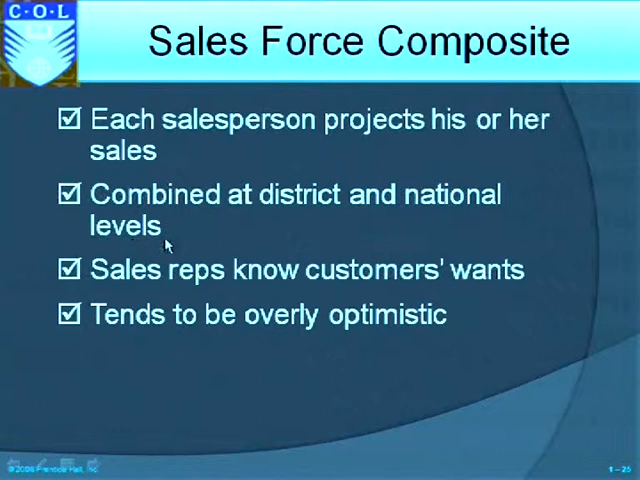 C·O·L
Sales Force Composite
Each salesperson projects his or her
sales
Combined at district and national
levels
Sales reps know customers' wants
Tends to be overly optimistic
© 2008 Prentice Hall, Inc.
1 – 25